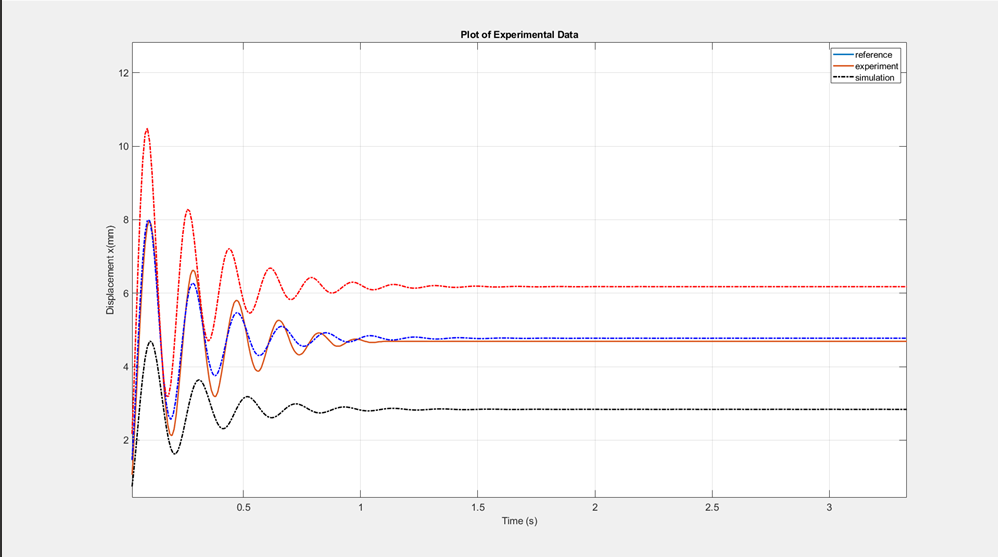 Plot of Experimental Data
reference
experiment
simulation
12
10
8
6
4
2
Displacement x(mm)
0.5 1 1.5 2 2.5 3
Time (s)